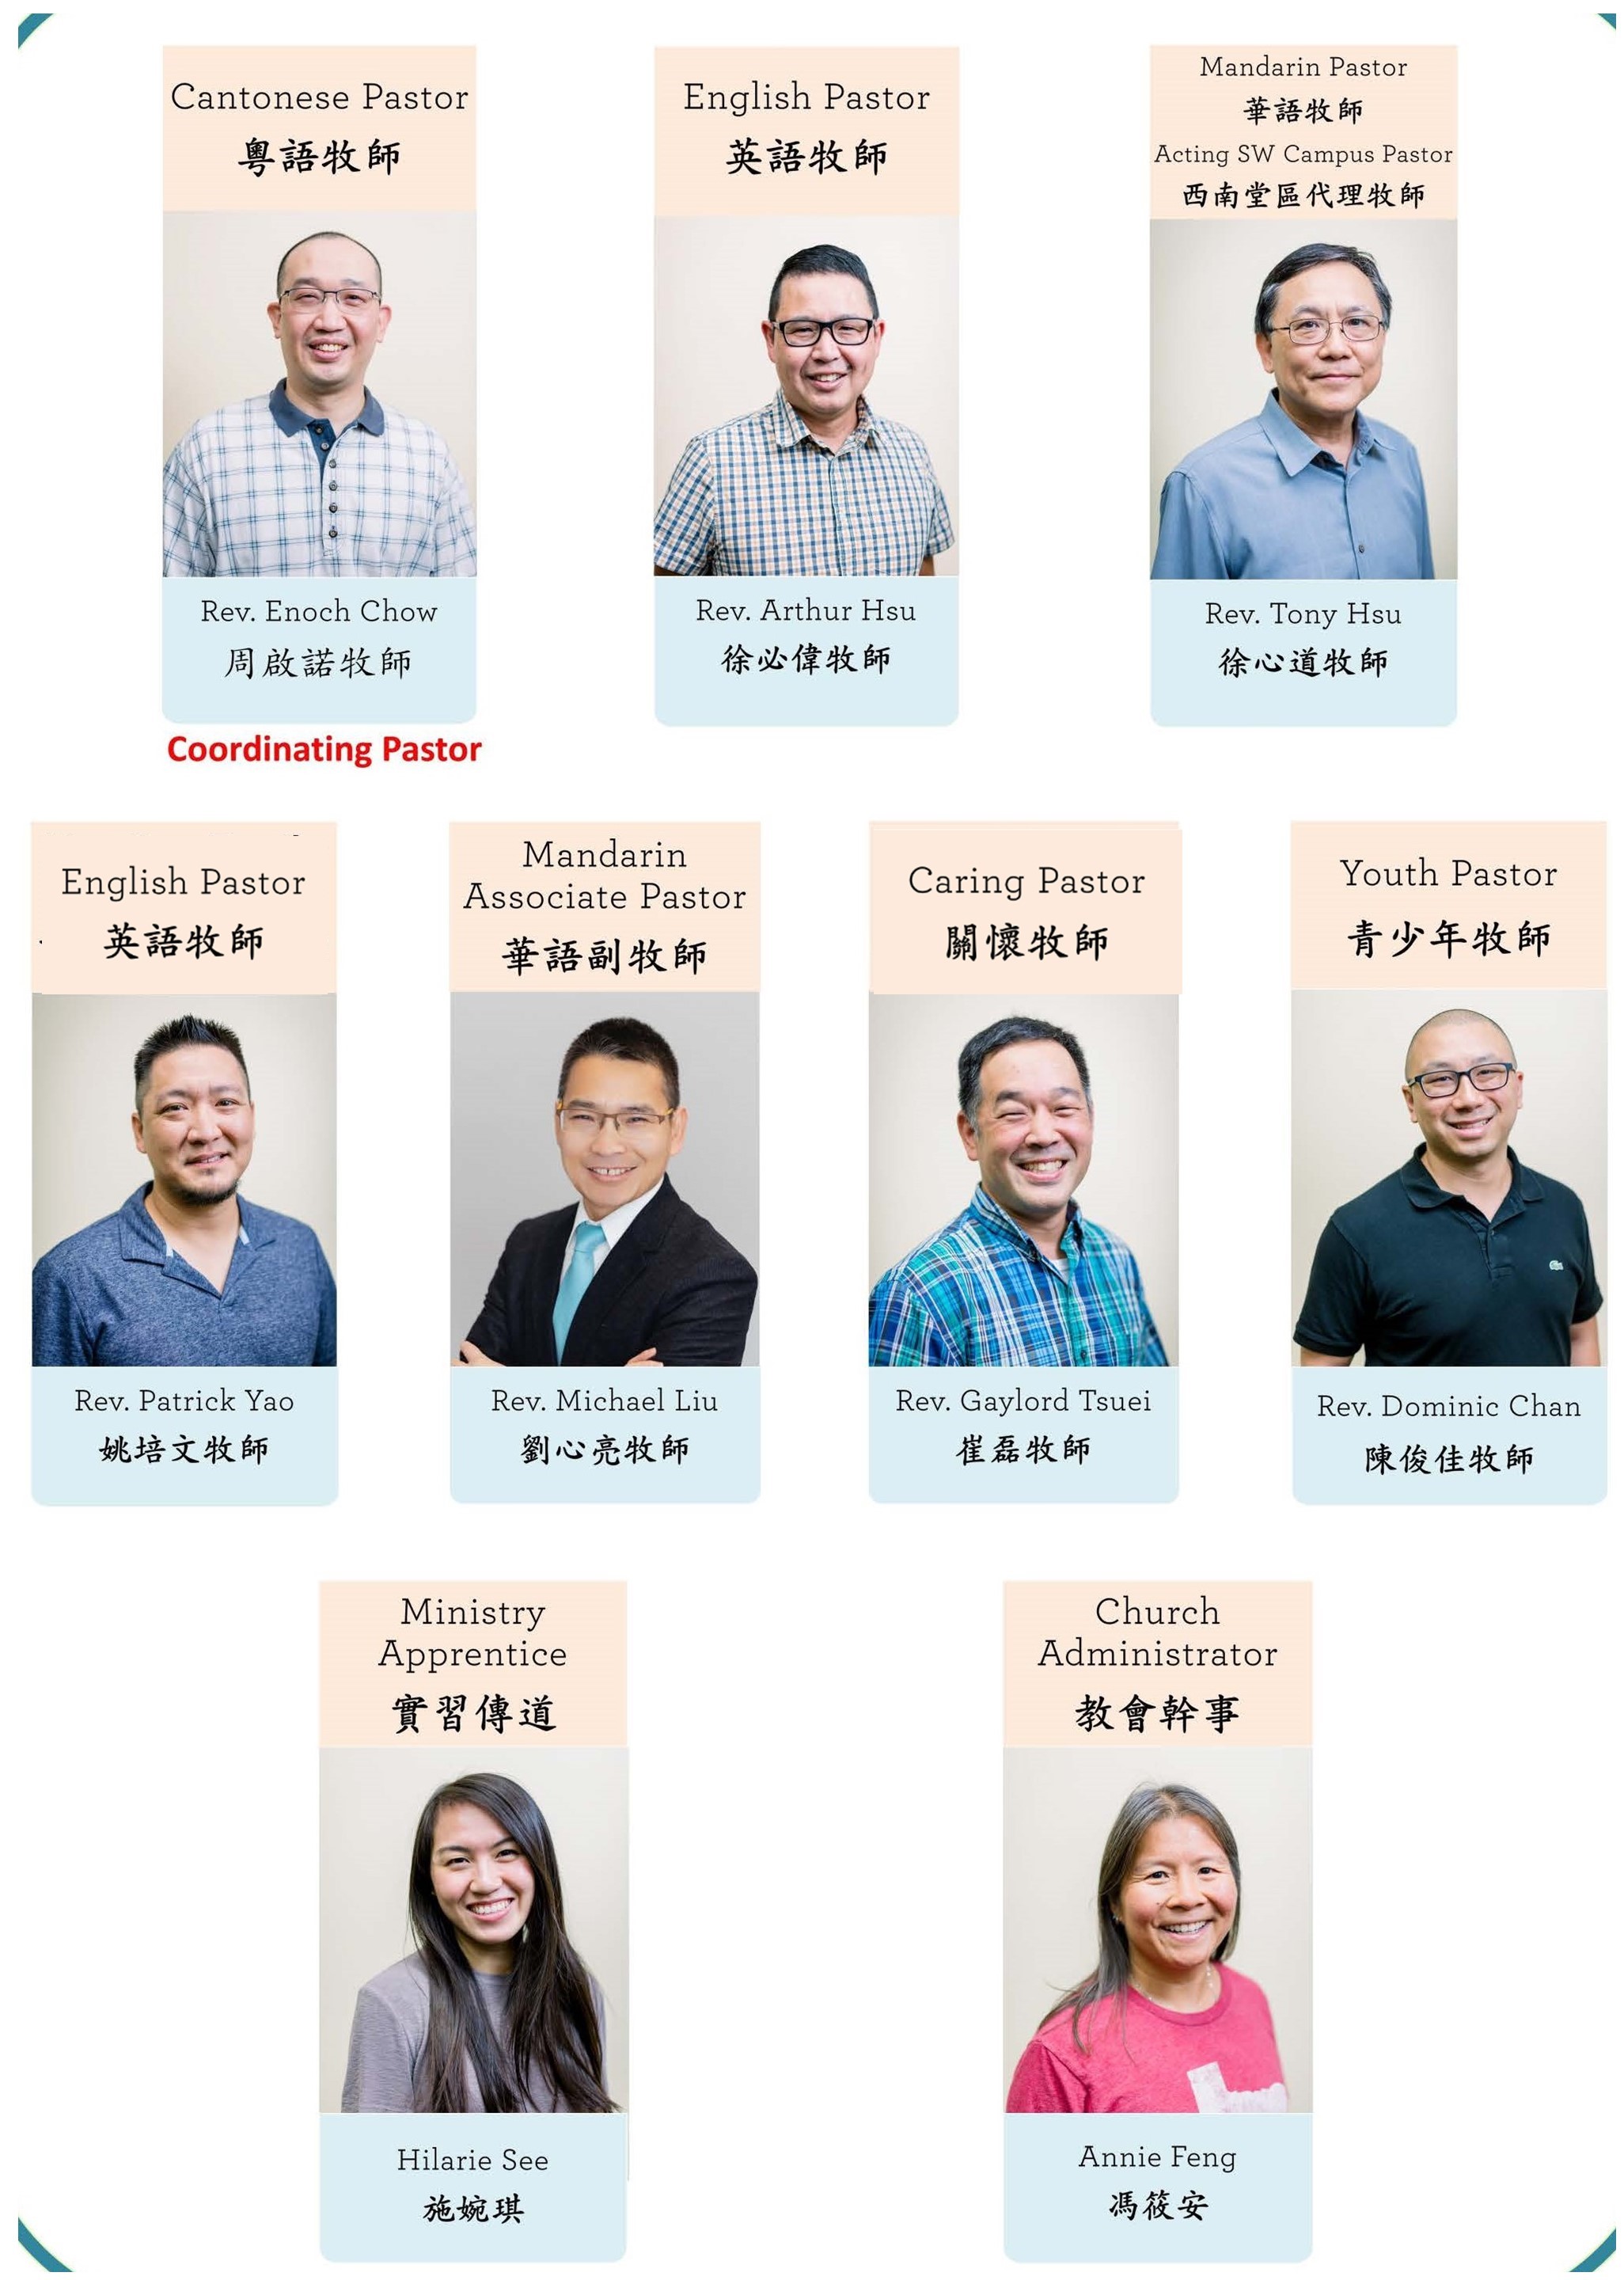 Cantonese Pastor
粵語牧師
Rev. Enoch Chow
周啟諾牧師
Coordinating Pastor
English Pastor
英語牧師
Rev. Arthur Hsu
徐必偉牧師
Mandarin Pastor
華語牧師
Acting SW Campus Pastor
西南堂區代理牧師
Rev. Tony Hsu
徐心道牧師
English Pastor
英語牧師
Rev. Patrick Yao
姚培文牧師
Mandarin
Associate Pastor
華語副牧師
Rev. Michael Liu
劉心亮牧師
Caring Pastor
關懷牧師
Rev. Gaylord Tsuei
崔磊牧師
Youth Pastor
青少年牧師
Rev. Dominic Chan
陳俊佳牧師
Ministry
Apprentice
實習傳道
Hilarie See
施婉琪
Church
Administrator
教會幹事
Annie Feng
馮筱安